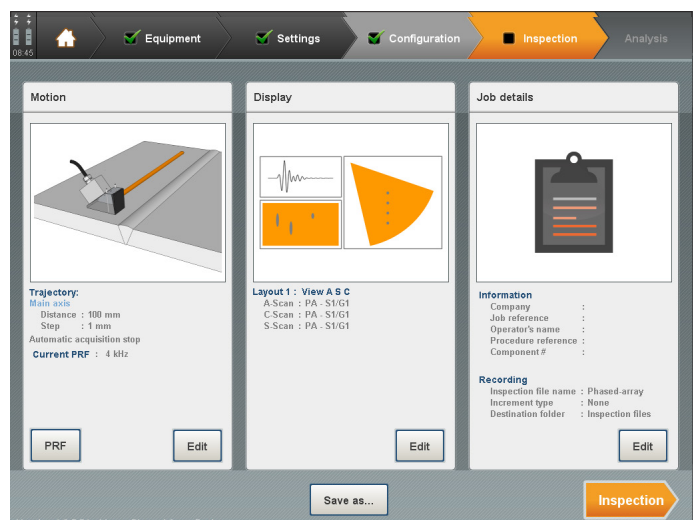 08:45
Equipment
Settings
Configuration
Inspection
Analysis
Motion
Trajectory:
Main axis
Distance : 100 mm
Step : 1 mm
Automatic acquisition stop
Current PRF : 4 kHz
PRF
Edit
Display
Layout 1 : View A S C
A-Scan : PA - S1/G1
C-Scan : PA - S1/G1
S-Scan : PA - S1/G1
Edit
Job details
Information
Company :
Job reference :
Operator's name :
Procedure reference :
Component # :
Recording
Inspection file name : Phased-array
Increment type : None
Destination folder : Inspection files
Edit
Save as...
Inspection